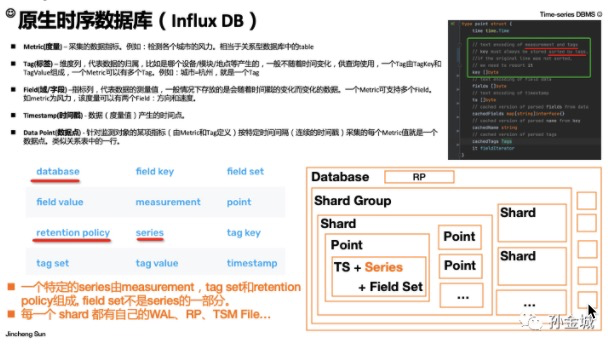 原生时序数据库（Influx DB）
Time-series DBMS
Metric(度量) – 采集的数据指标。例如：检测各个城市的风力。相当于关系型数据库中的table
Tag(标签) – 维度列，代表数据的归属，比如是哪个设备/模块/地点等产生的，一般不随着时间变化，供查询使用，一个Tag由TagKey和
TagValue组成，一个Metric可以有多个Tag。例如：城市=杭州，就是一个Tag
Field(域/字段) –指标列，代表数据的测量值，一般情况下存放的是会随着时间戳的变化而变化的数据。一个Metric可支持多个Field。
如metric为风力，该度量可以有两个Field：方向和速度。
Timestamp(时间戳) - 数据（度量值）产生的时间点。
Data Point(数据点) – 针对监测对象的某项指标（由Metric和Tag定义）按特定时间间隔（连续的时间戳）采集的每个Metric值就是一个
数据点。类似关系表中的一行。
type point struct {
time time.Time
// text encoding of measurement and tags
// key must always be stored sorted by tags,
// if the original line was not sorted,
// we need to resort it
key []byte
// text encoding of field data
fields []byte
// text encoding of timestamp
ts []byte
// cached version of parsed fields from data
cachedFields map[string]interface{}
// cached version of parsed name from key
cachedName string
// cached version of parsed tags
cachedTags Tags
it fieldIterator
database field key field set
field value measurement point
retention policy series tag key
tag set tag value timestamp
一个特定的series由measurement，tag set和retention
policy组成. field set不是series的一部分。
每一个 shard 都有自己的WAL、RP、TSM File…
Database RP
Shard Group
Shard
Point
TS + Series
+ Field Set
Point
Point
…
Shard
Shard
…
Jincheng Sun
孙金城